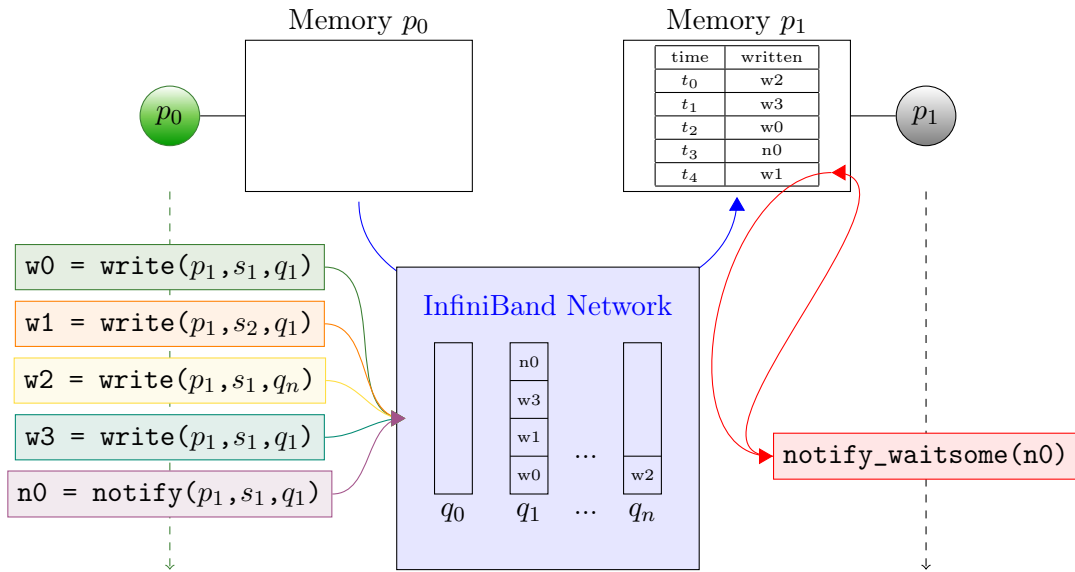 Memory p₀
Memory p₁
time written
t₀ w2
t₁ w3
t₂ w0
t₃ n0
t₄ w1
p₀
p₁
w0 = write(p₁,s₁,q₁)
w1 = write(p₁,s₂,q₁)
w2 = write(p₁,s₁,qₙ)
w3 = write(p₁,s₁,q₁)
n0 = notify(p₁,s₁,q₁)
InfiniBand Network
n0
w3
w1
w0
...
w2
q₀ q₁ ... qₙ
notify_waitsome(n0)